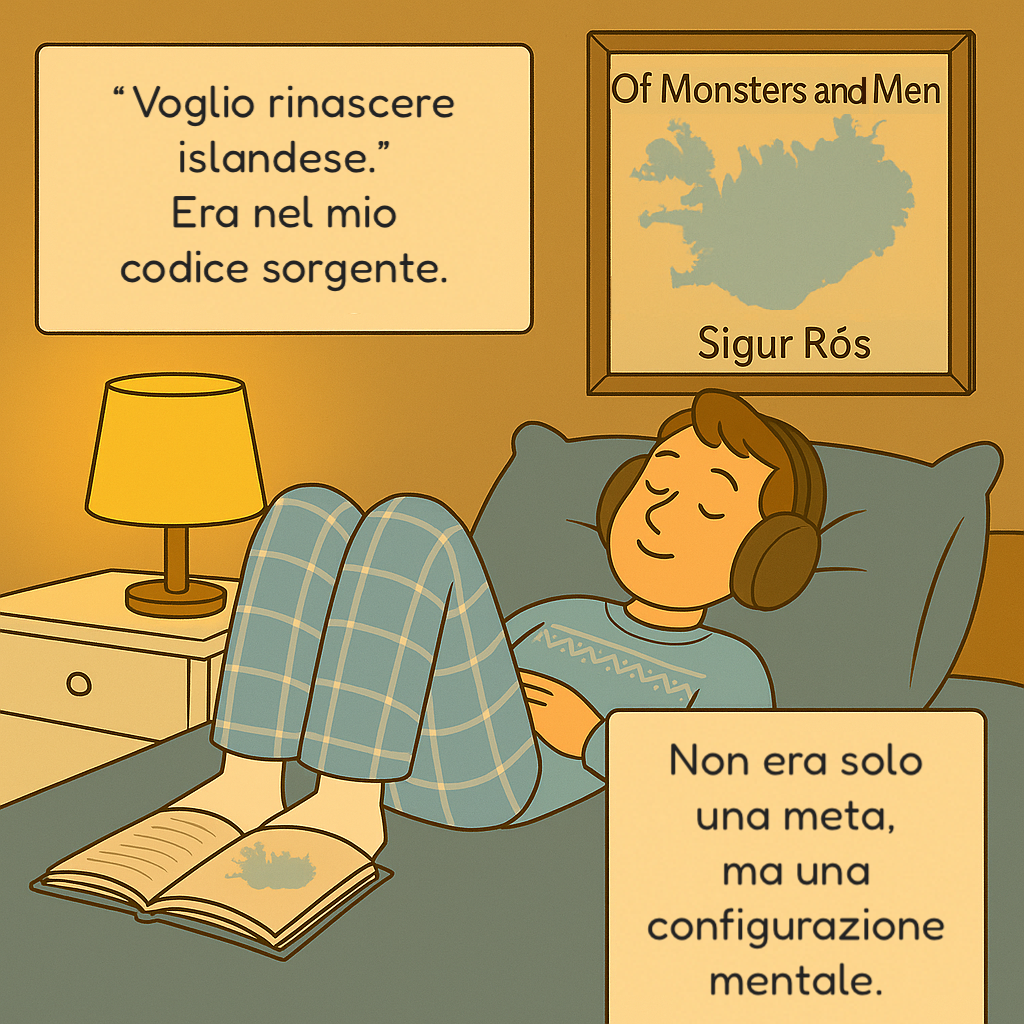 “Voglio rinascere
islandese.”
Era nel mio
codice sorgente.
Of Monsters and Men
Sigur Rós
Non era solo
una meta,
ma una
configurazione
mentale.